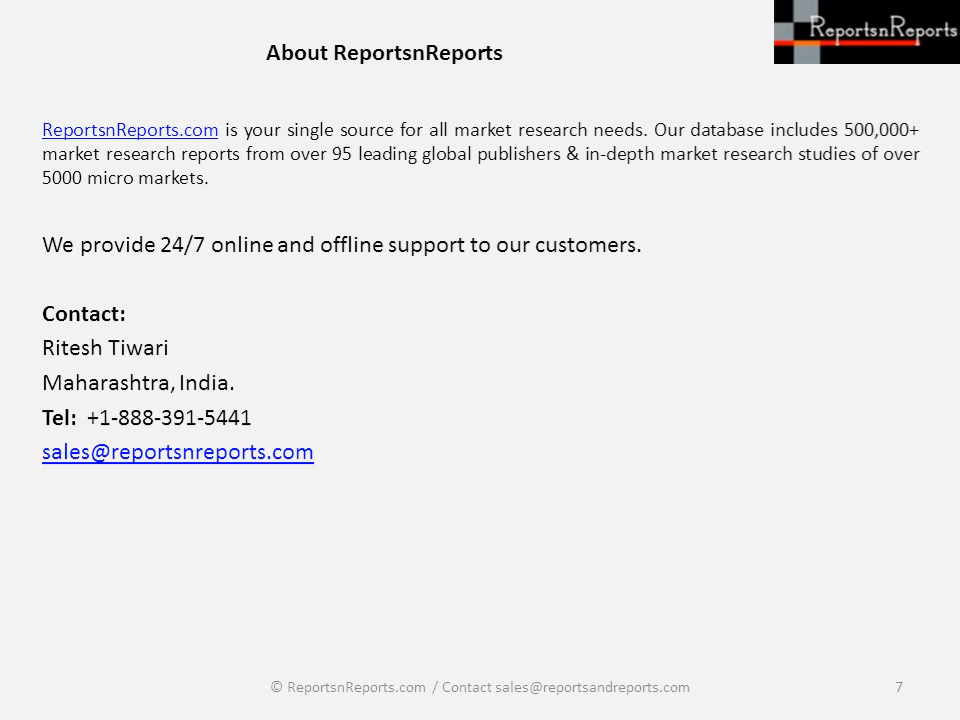 ReportsnReports
About ReportsnReports
ReportsnReports.com is your single source for all market research needs. Our database includes 500,000+
market research reports from over 95 leading global publishers & in-depth market research studies of over
5000 micro markets.
We provide 24/7 online and offline support to our customers.
Contact:
Ritesh Tiwari
Maharashtra, India.
Tel: +1-888-391-5441
sales@reportsnreports.com
© ReportsnReports.com / Contact sales@reportsandreports.com
7